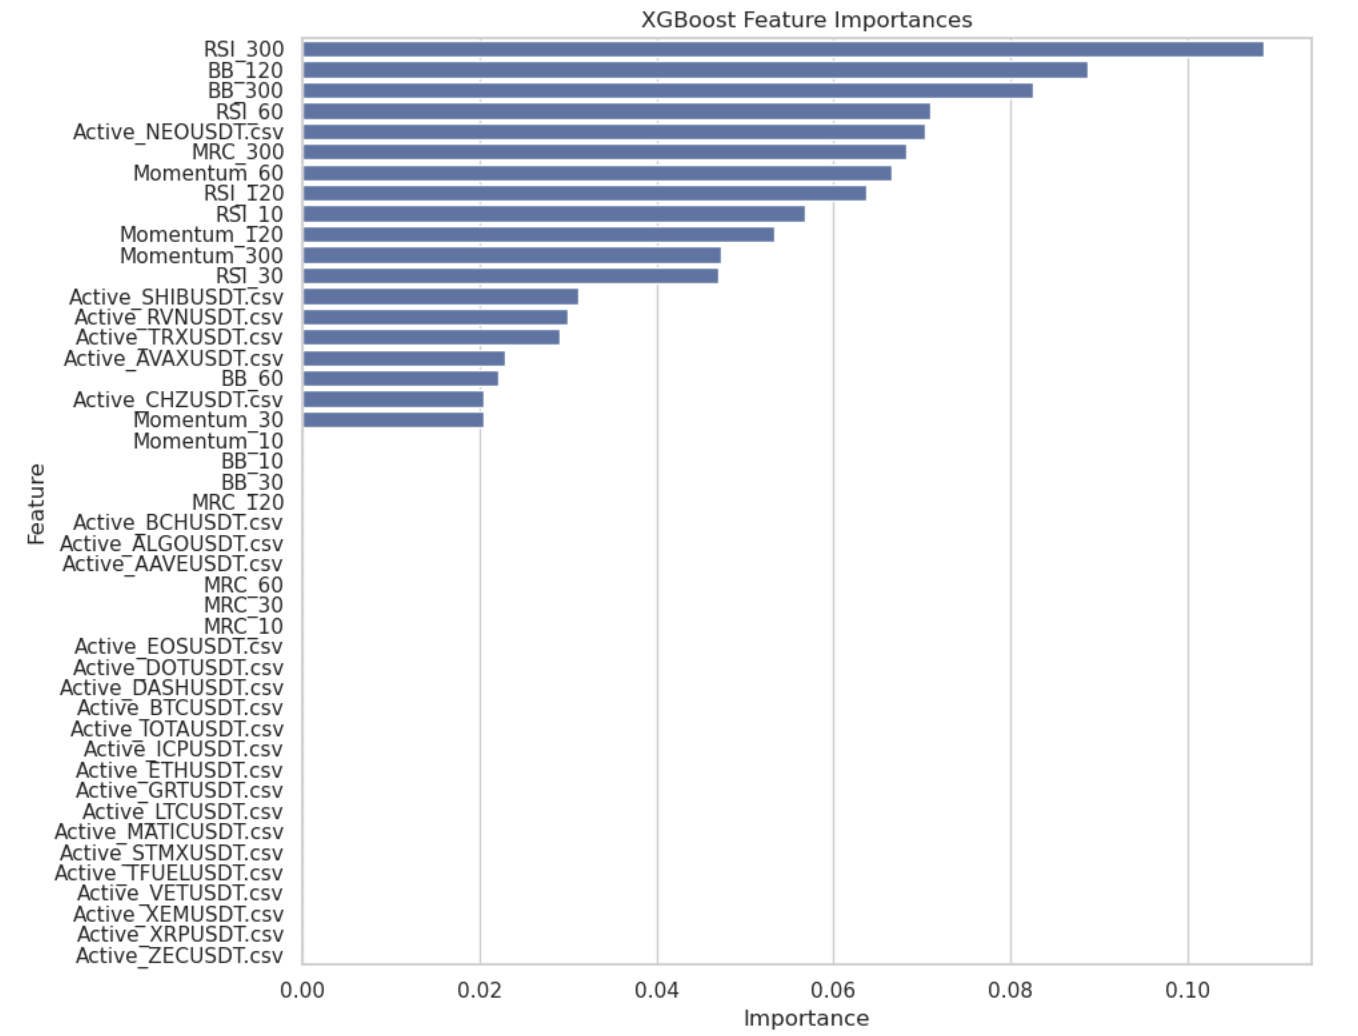 XGBoost Feature Importances
RSI_300
BB_120
BB_300
RSI_60
Active_NEOUSDT.csv
MRC_300
Momentum_60
RSI_120
RSI_10
Momentum_120
Momentum_300
RSI_30
Active_SHIBUSDT.csv
Active_RVNUSDT.csv
Active_TRXUSDT.csv
Active_AVAXUSDT.csv
BB_60
Active_CHZUSDT.csv
Momentum_30
Momentum_10
BB_10
BB_30
MRC_120
Active_BCHUSDT.csv
Active_ALGOUSDT.csv
Active_AAVEUSDT.csv
MRC_60
MRC_30
MRC_10
Active_EOSUSDT.csv
Active_DOTUSDT.csv
Active_DASHUSDT.csv
Active_BTCUSDT.csv
Active_IOTAUSDT.csv
Active_ICPUSDT.csv
Active_ETHUSDT.csv
Active_GRTUSDT.csv
Active_LTCUSDT.csv
Active_MATICUSDT.csv
Active_STMXUSDT.csv
Active_TFUELUSDT.csv
Active_VETUSDT.csv
Active_XEMUSDT.csv
Active_XRPUSDT.csv
Active_ZECUSDT.csv
Feature
0.00 0.02 0.04 0.06 0.08 0.10
Importance